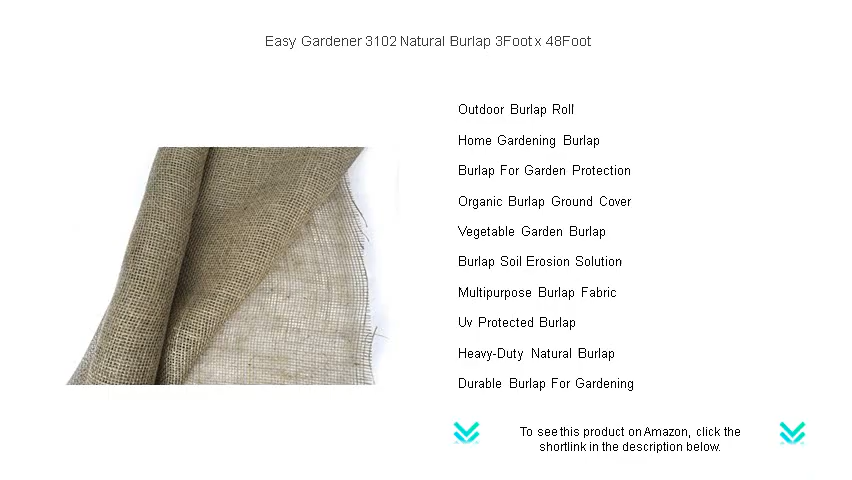 Easy Gardener 3102 Natural Burlap 3Foot x 48Foot
Outdoor Burlap Roll
Home Gardening Burlap
Burlap For Garden Protection
Organic Burlap Ground Cover
Vegetable Garden Burlap
Burlap Soil Erosion Solution
Multipurpose Burlap Fabric
Uv Protected Burlap
Heavy-Duty Natural Burlap
Durable Burlap For Gardening
To see this product on Amazon, click the
shortlink in the description below.